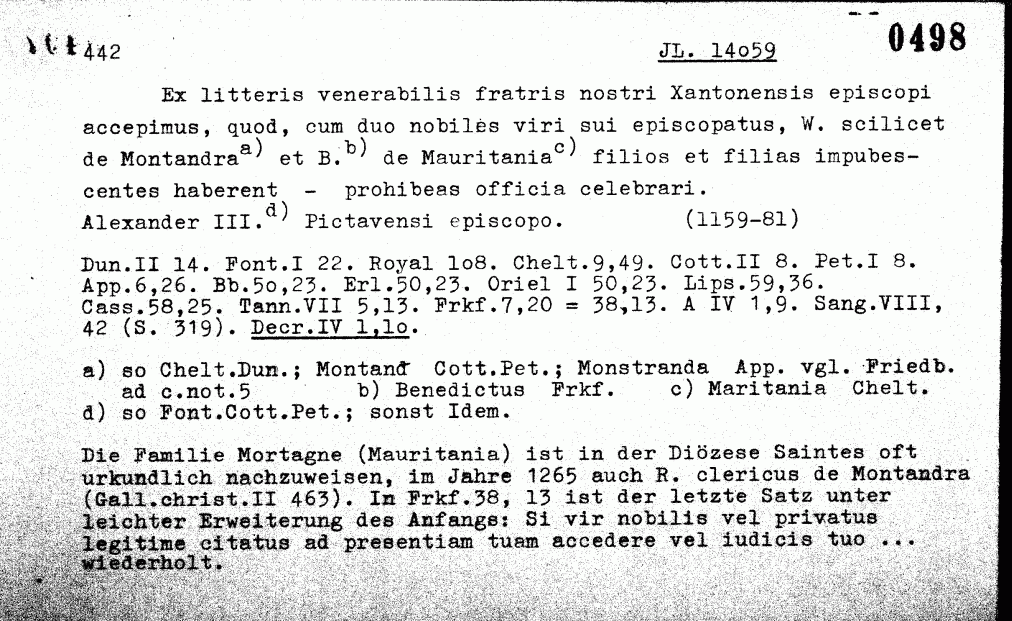 442 JL. 14o59 0498
Ex litteris venerabilis fratris nostri Xantonensis episcopi
accepimus, quod, cum duo nobiles viri sui episcopatus, W. scilicet
de Montandra a) et B. b) de Mauritania c) filios et filias impubes-
centes haberent - prohibeas officia celebrari.
Alexander III. d) Pictavensi episcopo. (1159-81)
Dun.II 14. Font.I 22. Royal 1o8. Chelt.9,49. Cott.II 8. Pet.I 8.
App.6,26. Bb.5o,23. Erl.50,23. Oriel I 50,23. Lips.59,36.
Cass.58,25. Tann.VII 5,13. Frkf.7,20 = 38,13. A IV 1,9. Sang.VIII,
42 (S. 319). Decr.IV 1,1o.
a) so Chelt.Dun.; Montandr Cott.Pet.; Monstranda App. vgl. Friedb.
ad c.not.5 b) Benedictus Frkf. c) Maritania Chelt.
d) so Font.Cott.Pet.; sonst Idem.
Die Familie Mortagne (Mauritania) ist in der Diözese Saintes oft
urkundlich nachzuweisen, im Jahre 1265 auch R. clericus de Montandra
(Gall.christ.II 463). In Frkf.38, 13 ist der letzte Satz unter
leichter Erweiterung des Anfangs: Si vir nobilis vel privatus
legitime citatus ad presentiam tuam accedere vel iudicis tuo ...
wiederholt.